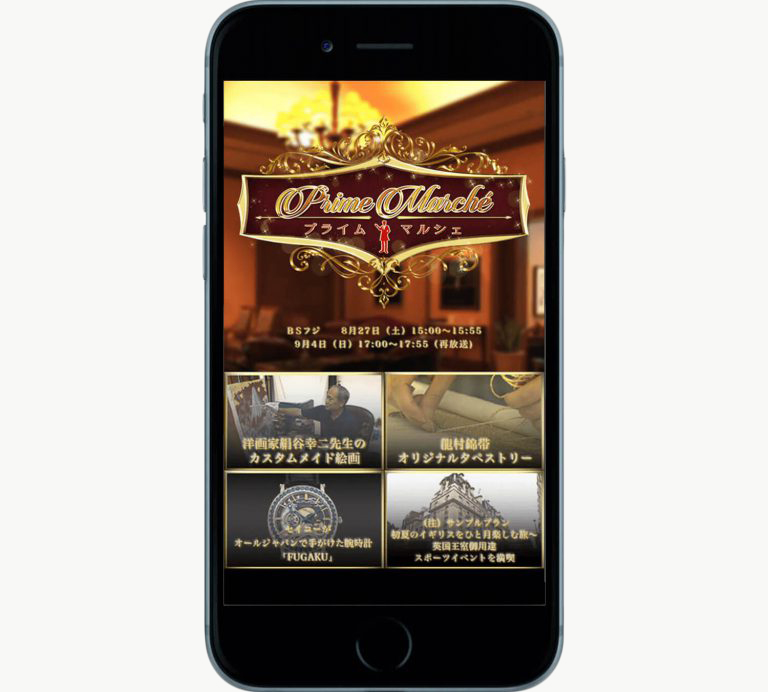 Prime Marché
プライム マルシェ
BSフジ 8月27日（土）15:00〜15:55
9月4日（日）17:00〜17:55（再放送)
洋画家絹谷幸二先生の
カスタムメイド絵画
龍村錦帯
オリジナルタペストリー
セイコーが
オールジャパンで手がけた腕時計
「FUGAKU」
(注) サンプルプラン
初夏のイギリスをひと月楽しむ旅〜
英国王室御用達
スポーツイベントを満喫